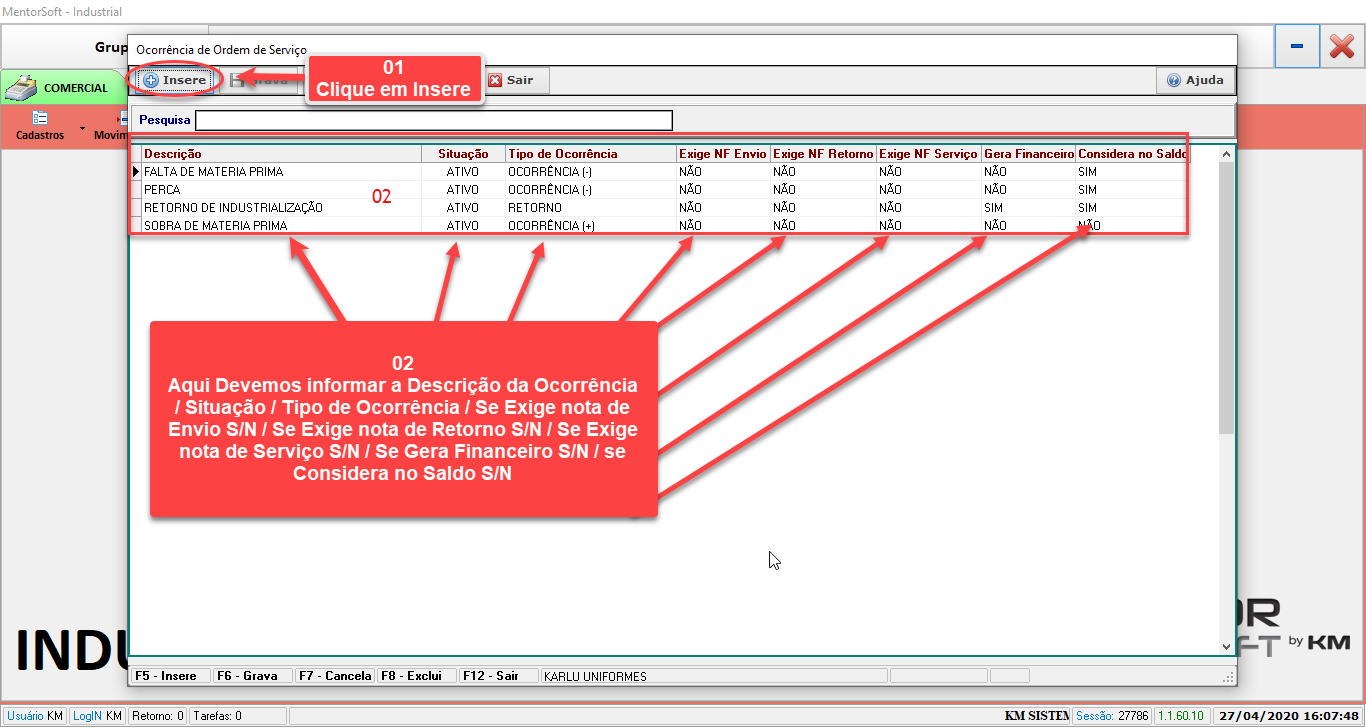 MentorSoft - Industrial
Grup
Ocorrência de Ordem de Serviço
COMERCIAL
Insere
Grava
01
Clique em Insere
Sair
Ajuda
Cadastros
Movim
Pesquisa
Descrição Situação Tipo de Ocorrência Exige NF Envio Exige NF Retorno Exige NF Serviço Gera Financeiro Considera no Saldo
FALTA DE MATERIA PRIMA ATIVO OCORRÊNCIA (-) NÃO NÃO NÃO NÃO SIM
PERCA ATIVO OCORRÊNCIA (-) NÃO NÃO NÃO NÃO SIM
02
RETORNO DE INDUSTRIALIZAÇÃO ATIVO RETORNO NÃO NÃO NÃO SIM SIM
SOBRA DE MATERIA PRIMA ATIVO OCORRÊNCIA (+) NÃO NÃO NÃO NÃO NÃO
02
Aqui Devemos informar a Descrição da Ocorrência
/ Situação / Tipo de Ocorrência / Se Exige nota de
Envio S/N / Se Exige nota de Retorno S/N / Se Exige
nota de Serviço S/N / Se Gera Financeiro S/N / se
Considera no Saldo S/N
INDU
OR
FT by KM
F5 - Insere F6 - Grava F7 - Cancela F8 - Exclui F12 - Sair KARLU UNIFORMES
Usuário KM LogIN KM Retorno: 0 Tarefas: 0 KM SISTEM Sessão: 27786 1.1.60.10 27/04/2020 16:07:48